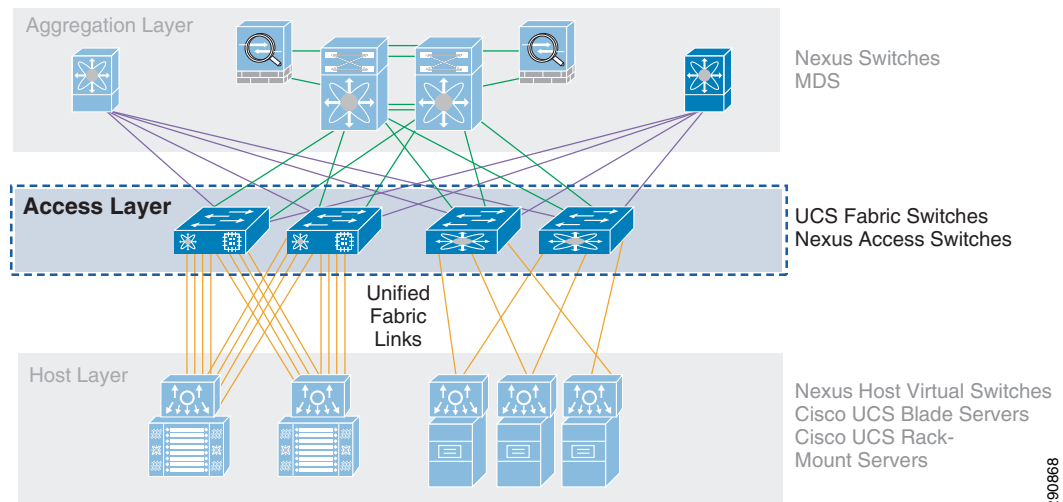 Aggregation Layer
Nexus Switches
MDS
Access Layer
UCS Fabric Switches
Nexus Access Switches
Unified
Fabric
Links
Host Layer
Nexus Host Virtual Switches
Cisco UCS Blade Servers
Cisco UCS Rack-
Mount Servers